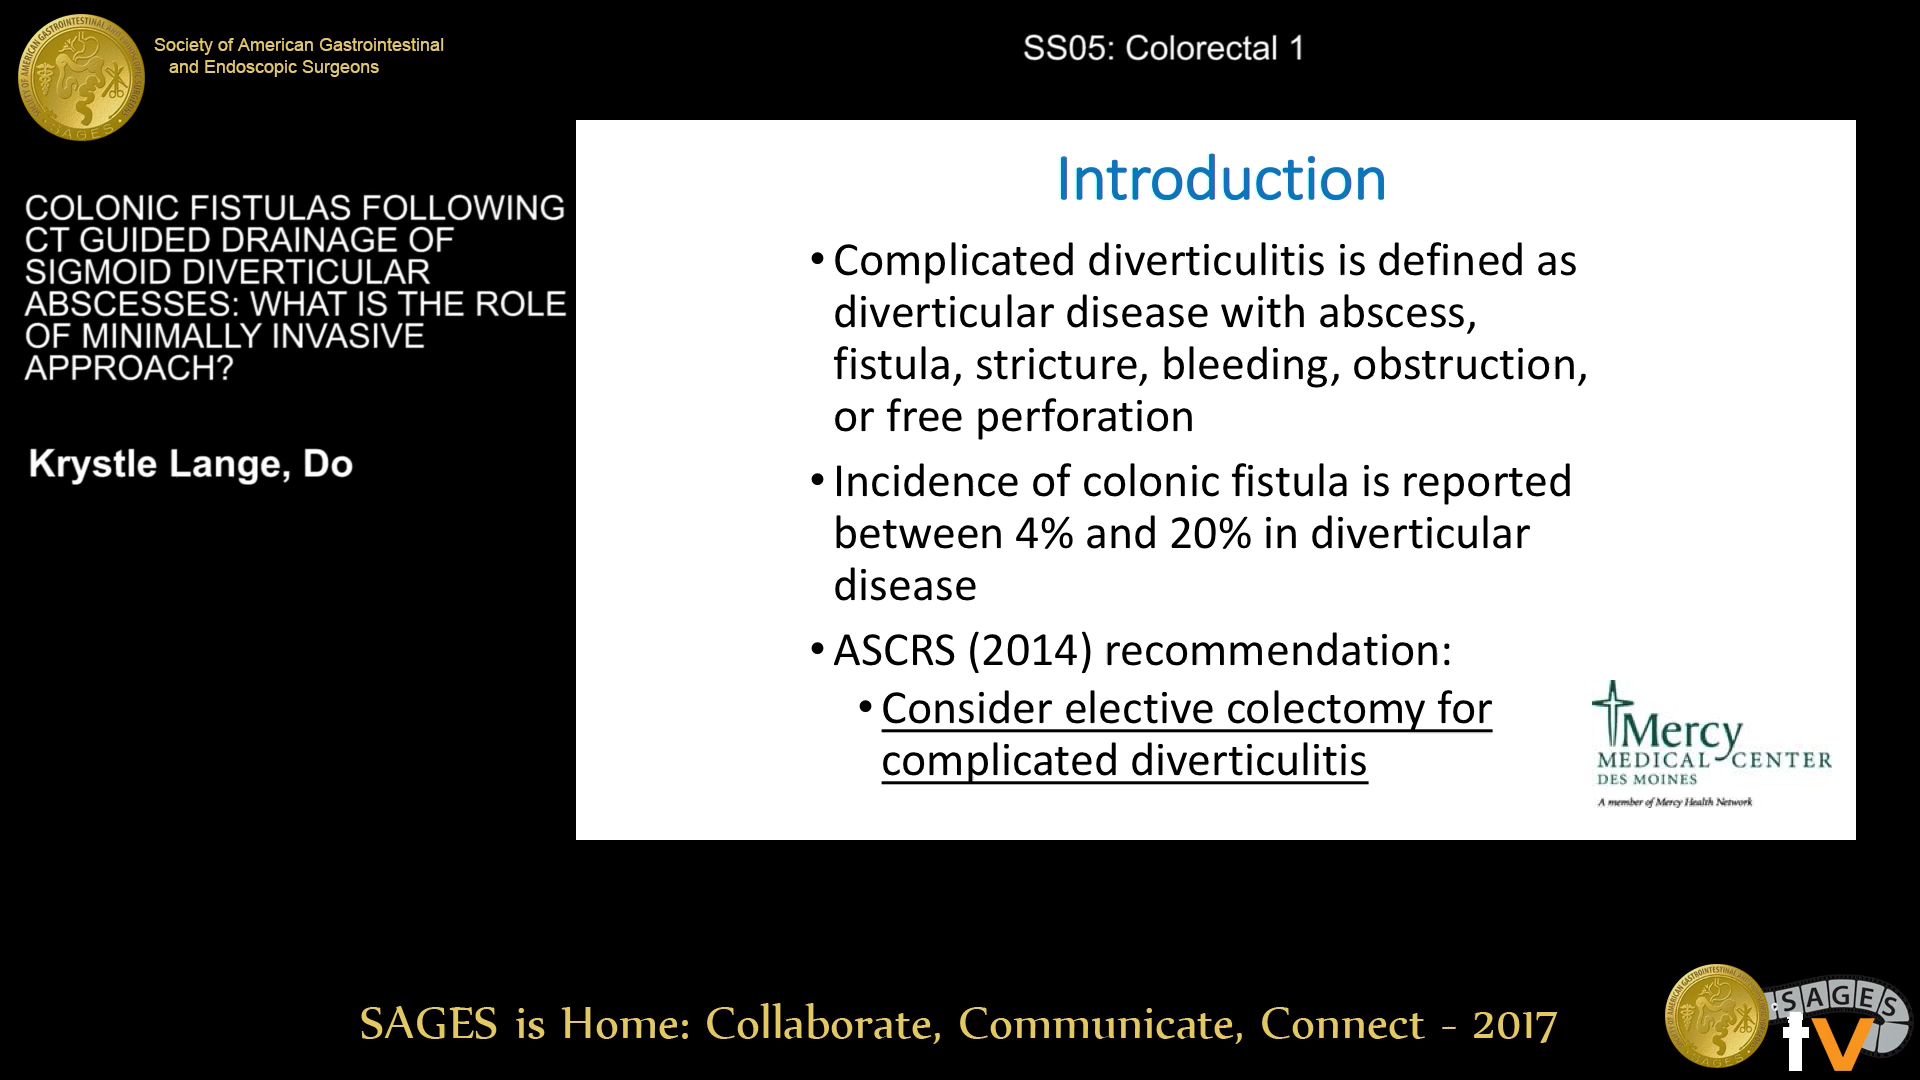 Society of American Gastrointestinal
and Endoscopic Surgeons
SS05: Colorectal 1
COLONIC FISTULAS FOLLOWING
CT GUIDED DRAINAGE OF
SIGMOID DIVERTICULAR
ABSCESSES: WHAT IS THE ROLE
OF MINIMALLY INVASIVE
APPROACH?
Krystle Lange, Do
Introduction
• Complicated diverticulitis is defined as
diverticular disease with abscess,
fistula, stricture, bleeding, obstruction,
or free perforation
• Incidence of colonic fistula is reported
between 4% and 20% in diverticular
disease
• ASCRS (2014) recommendation:
• Consider elective colectomy for
complicated diverticulitis
Mercy
MEDICAL CENTER
DES MOINES
A member of Mercy Health Network
SAGES is Home: Collaborate, Communicate, Connect - 2017
SAGES
tv